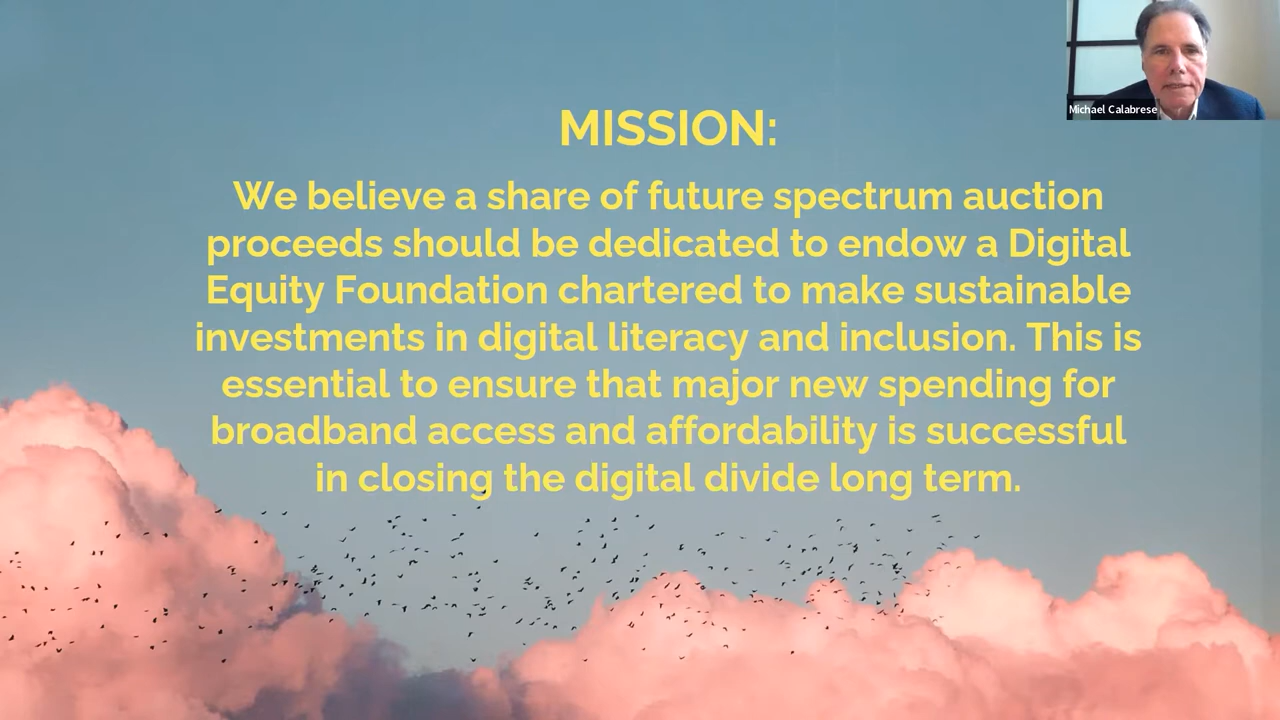 MISSION:
We believe a share of future spectrum auction
proceeds should be dedicated to endow a Digital
Equity Foundation chartered to make sustainable
investments in digital literacy and inclusion. This is
essential to ensure that major new spending for
broadband access and affordability is successful
in closing the digital divide long term.
Michael Calabrese